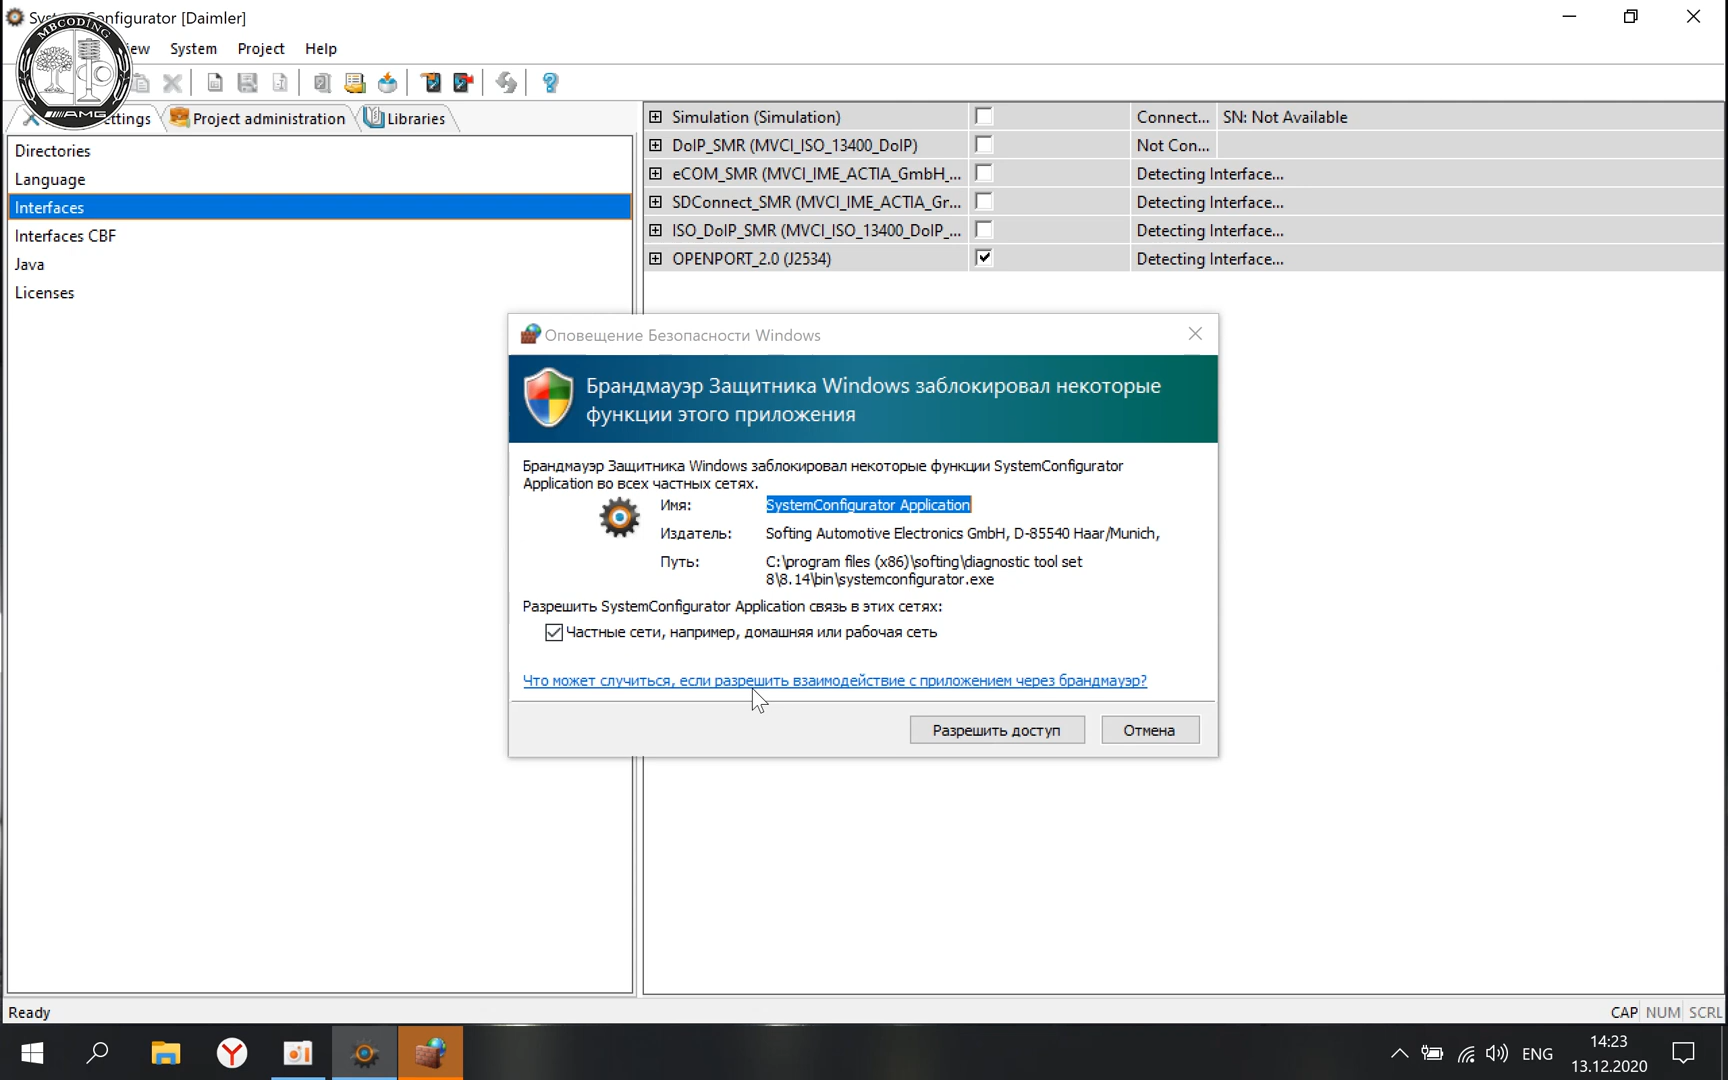 System Configurator [Daimler]
MBCODING
AMG
System
Project
Help
Project administration
Libraries
Directories
Language
Interfaces
Interfaces CBF
Java
Licenses
Simulation (Simulation)
Connect...
SN: Not Available
DoIP_SMR (MVCI_ISO_13400_DoIP)
Not Con...
eCOM_SMR (MVCI_IME_ACTIA_GmbH_...
Detecting Interface...
SDConnect_SMR (MVCI_IME_ACTIA_Gr...
Detecting Interface...
ISO_DoIP_SMR (MVCI_ISO_13400_DoIP_...
Detecting Interface...
OPENPORT_2.0 (J2534)
Detecting Interface...
Оповещение Безопасности Windows
Брандмауэр Защитника Windows заблокировал некоторые
функции этого приложения
Брандмауэр Защитника Windows заблокировал некоторые функции SystemConfigurator
Application во всех частных сетях.
Имя:
SystemConfigurator Application
Издатель:
Softing Automotive Electronics GmbH, D-85540 Haar/Munich,
Путь:
C:\program files (x86)\softing\diagnostic tool set
8\8.14\bin\systemconfigurator.exe
Разрешить SystemConfigurator Application связь в этих сетях:
Частные сети, например, домашняя или рабочая сеть
Что может случиться, если разрешить взаимодействие с приложением через брандмауэр?
Разрешить доступ
Отмена
Ready
CAP NUM SCRL
ENG
14:23
13.12.2020